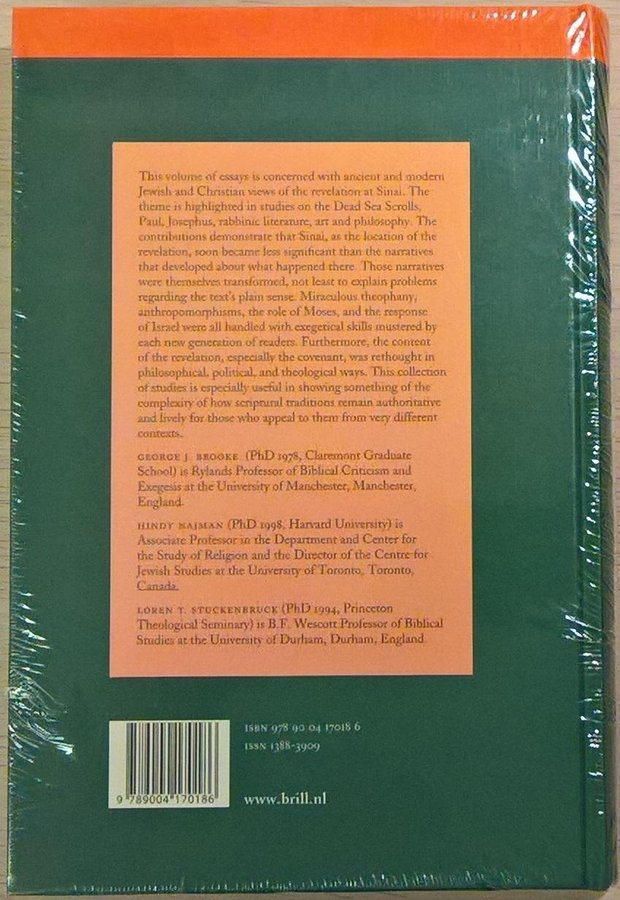 This volume of essays is concerned with ancient and modern
Jewish and Christian views of the revelation at Sinai. The
theme is highlighted in studies on the Dead Sea Scrolls,
Paul, Josephus, rabbinic literature, art and philosophy. The
contributions demonstrate that Sinai, as the location of the
revelation, soon became less significant than the narratives
that developed about what happened there. Those narratives
were themselves transformed, not least to explain problems
regarding the text's plain sense. Miraculous theophany,
anthropomorphisms, the role of Moses, and the response
of Israel were all handled with exegetical skills mustered by
each new generation of readers. Furthermore, the content
of the revelation, especially the covenant, was rethought in
philosophical, political, and theological ways. This collection
of studies is especially useful in showing something of the
complexity of how scriptural traditions remain authoritative
and lively for those who appeal to them from very different
contexts.
GEORGE J. BROOKE (PhD 1978, Claremont Graduate
School) is Rylands Professor of Biblical Criticism and
Exegesis at the University of Manchester, Manchester,
England.
HINDY NAJMAN (PhD 1998, Harvard University) is
Associate Professor in the Department and Center for
the Study of Religion and the Director of the Centre for
Jewish Studies at the University of Toronto, Toronto,
Canada.
LOREN T. STUCKENBRUCK (PhD 1994, Princeton
Theological Seminary) is B.F. Wescott Professor of Biblical
Studies at the University of Durham, Durham, England.
ISBN 978 90 04 17018 6
ISSN 1388-3909
9 789004 170186
www.brill.nl